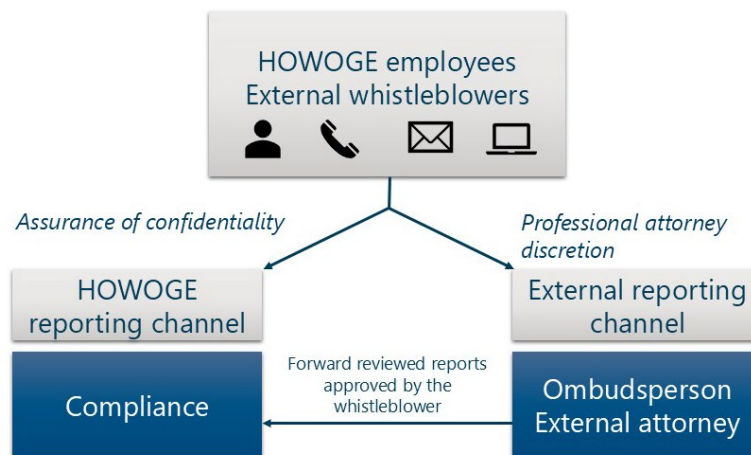 HOWOGE employees
External whistleblowers
Assurance of confidentiality
Professional attorney
discretion
HOWOGE
reporting channel
External reporting
channel
Compliance
Forward reviewed reports
approved by the
whistleblower
Ombudsperson
External attorney